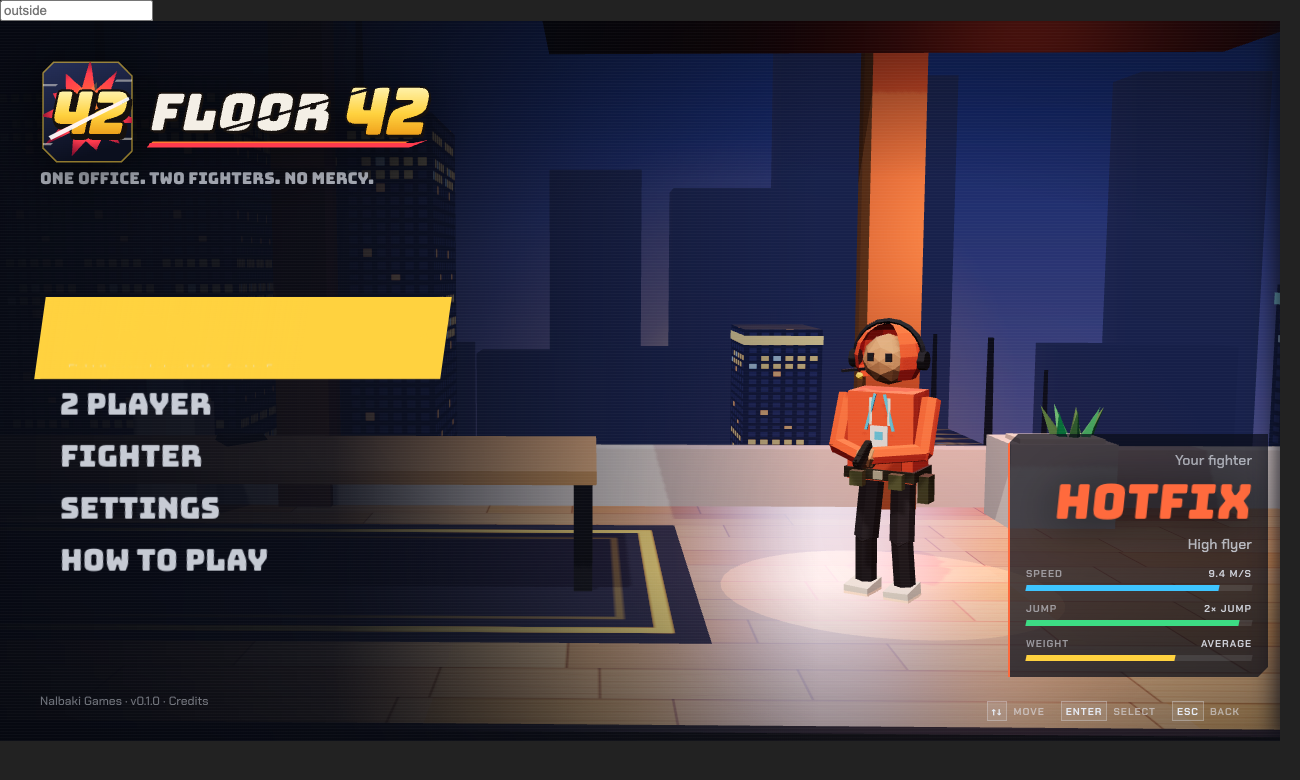 outside
42
FLOOR 42
ONE OFFICE. TWO FIGHTERS. NO MERCY.
2 PLAYER
FIGHTER
SETTINGS
HOW TO PLAY
Your fighter
HOTFIX
High flyer
SPEED 9.4 M/S
JUMP 2× JUMP
WEIGHT AVERAGE
Nalbaki Games · v0.1.0 · Credits
↑↓ MOVE ENTER SELECT ESC BACK